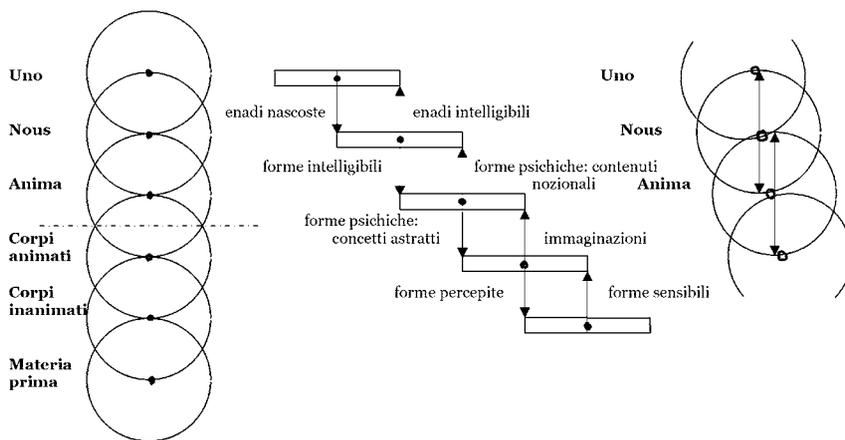 Uno
Nous
Anima
Corpi
animati
Corpi
inanimati
Materia
prima
enadi nascoste
enadi intelligibili
forme intelligibili
forme psichiche: contenuti
nozionali
forme psichiche:
concetti astratti
immaginazioni
forme percepite
forme sensibili
Uno
Nous
Anima